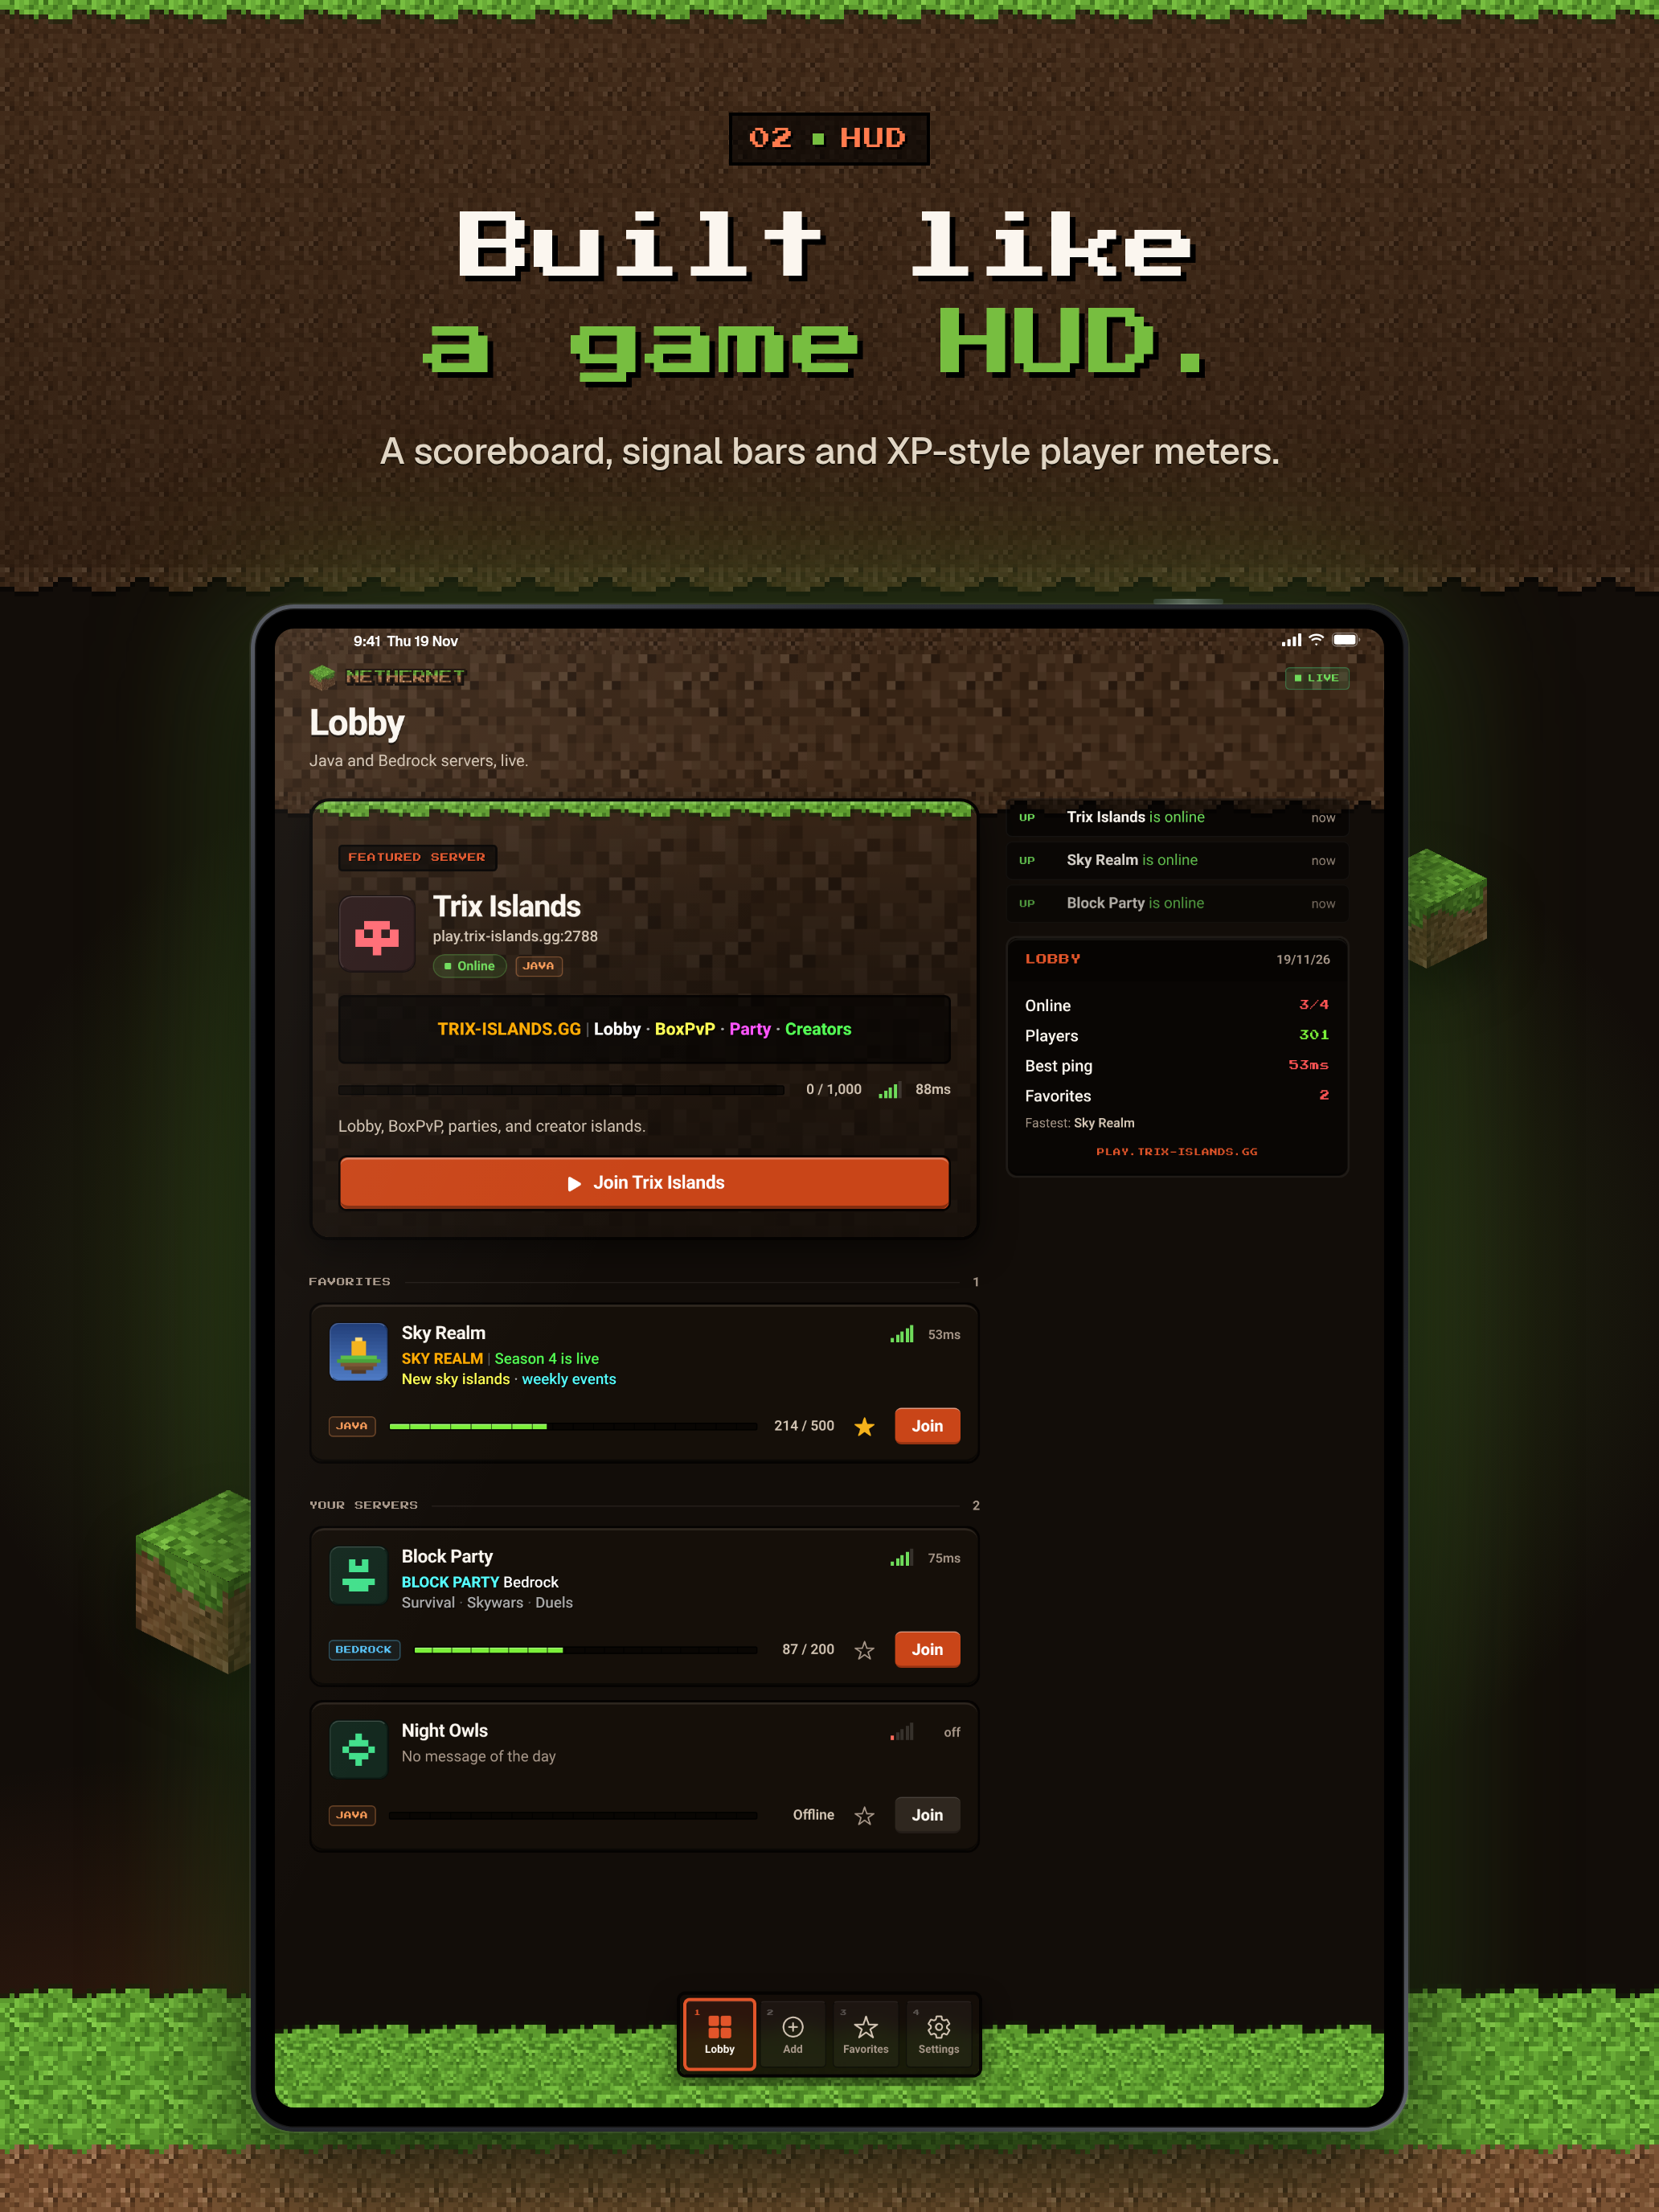 02 ▪ HUD
Built like
a game HUD.
A scoreboard, signal bars and XP-style player meters.
9:41 Thu 19 Nov
NETHERNET
LIVE
Lobby
Java and Bedrock servers, live.
FEATURED SERVER
Trix Islands
play.trix-islands.gg:2788
Online
JAVA
TRIX-ISLANDS.GG | Lobby · BoxPvP · Party · Creators
0 / 1,000
88ms
Lobby, BoxPvP, parties, and creator islands.
Join Trix Islands
UP Trix Islands is online now
UP Sky Realm is online now
UP Block Party is online now
LOBBY 19/11/26
Online 3/4
Players 301
Best ping 53ms
Favorites 2
Fastest: Sky Realm
PLAY.TRIX-ISLANDS.GG
FAVORITES 1
Sky Realm
53ms
SKY REALM | Season 4 is live
New sky islands · weekly events
JAVA
214 / 500
Join
YOUR SERVERS 2
Block Party
75ms
BLOCK PARTY Bedrock
Survival · Skywars · Duels
BEDROCK
87 / 200
Join
Night Owls
off
No message of the day
JAVA
Offline
Join
1 Lobby
2 Add
3 Favorites
4 Settings